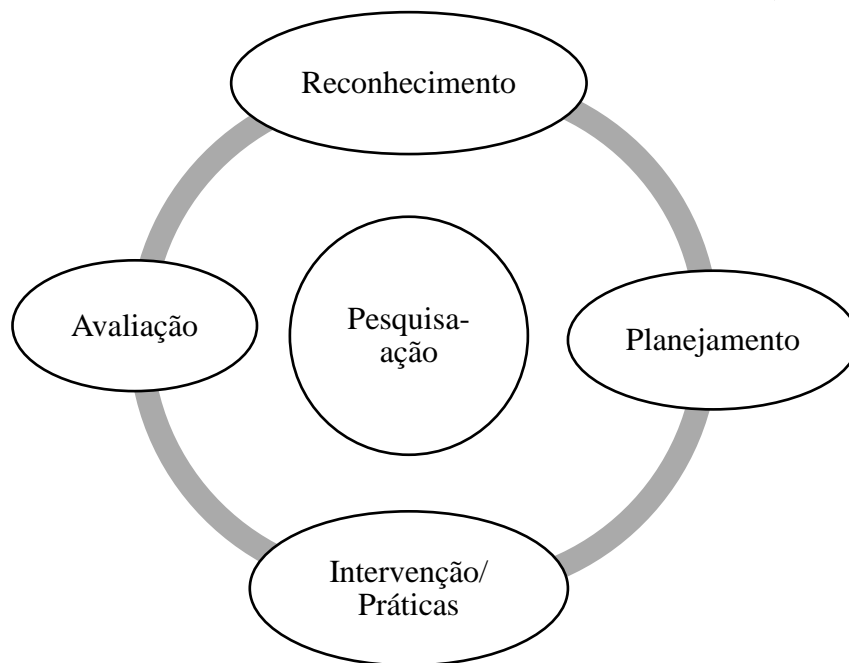 Reconhecimento
Avaliação
Pesquisa-
ação
Planejamento
Intervenção/
Práticas